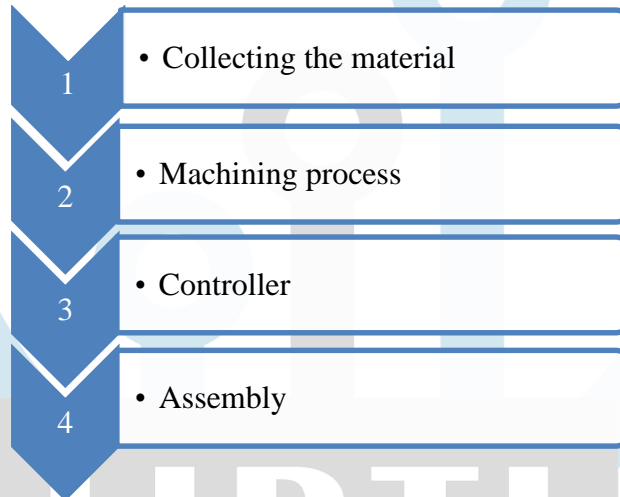 1
• Collecting the material
2
• Machining process
3
• Controller
4
• Assembly